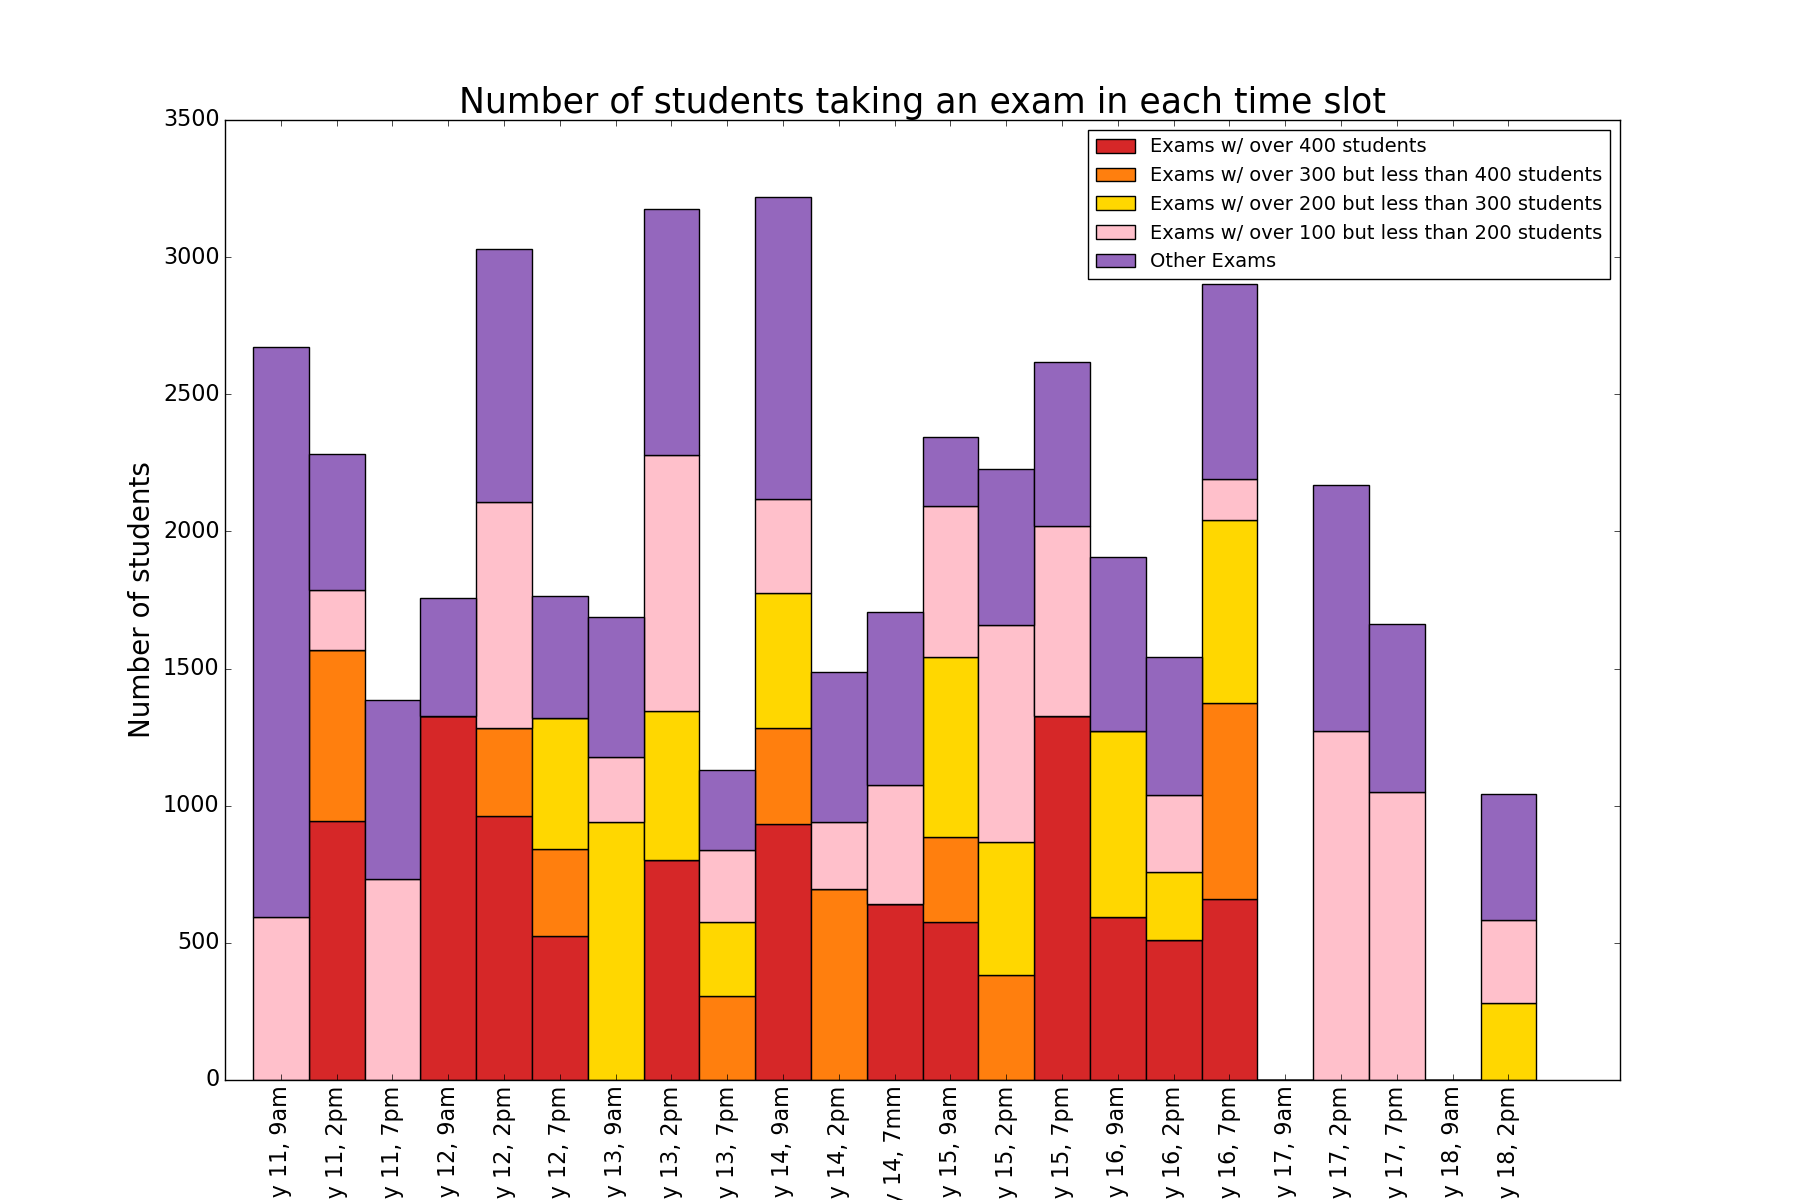 Number of students taking an exam in each time slot
Exams w/ over 400 students
Exams w/ over 300 but less than 400 students
Exams w/ over 200 but less than 300 students
Exams w/ over 100 but less than 200 students
Other Exams
Number of students
3500
3000
2500
2000
1500
1000
500
0
y 11, 9am
y 11, 2pm
y 11, 7pm
y 12, 9am
y 12, 2pm
y 12, 7pm
y 13, 9am
y 13, 2pm
y 13, 7pm
y 14, 9am
y 14, 2pm
y 14, 7mm
y 15, 9am
y 15, 2pm
y 15, 7pm
y 16, 9am
y 16, 2pm
y 16, 7pm
y 17, 9am
y 17, 2pm
y 17, 7pm
y 18, 9am
y 18, 2pm